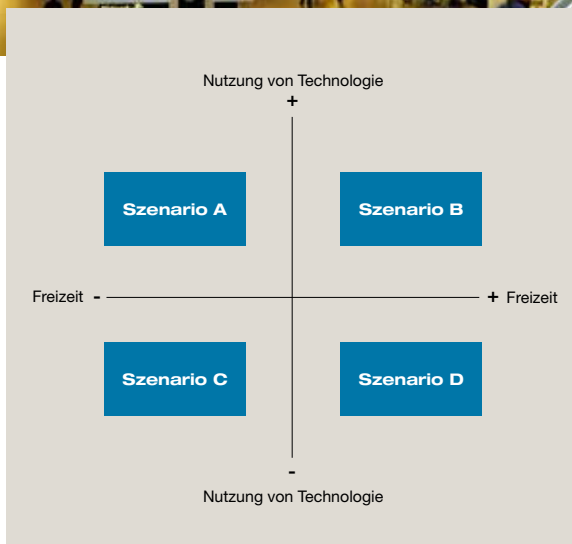 Nutzung von Technologie
+
Szenario A
Szenario B
Freizeit -
+ Freizeit
Szenario C
Szenario D
-
Nutzung von Technologie